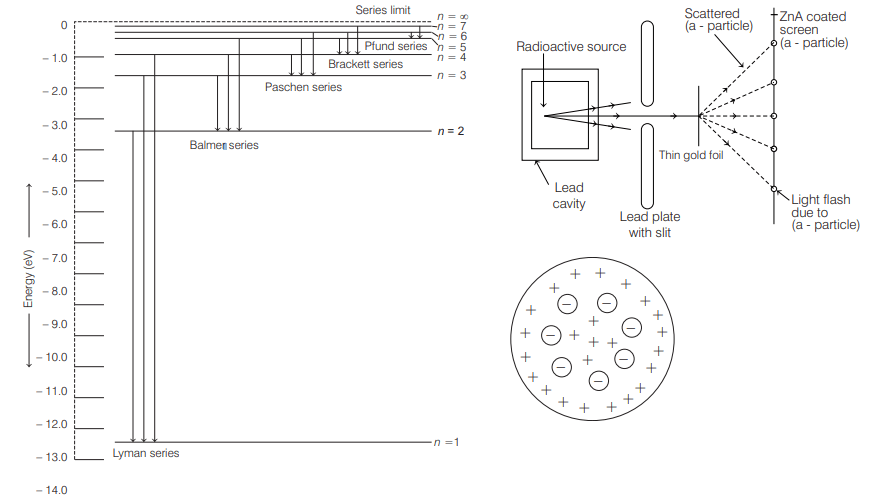 Series limit
n = ∞
n = 7
n = 6
Pfund series
n = 5
n = 4
Brackett series
n = 3
Paschen series
n = 2
Balmer series
n =1
Lyman series
Energy (eV)
0
– 1.0
– 2.0
– 3.0
– 4.0
– 5.0
– 6.0
– 7.0
– 8.0
– 9.0
– 10.0
– 11.0
– 12.0
– 13.0
– 14.0
Radioactive source
Scattered
(a - particle)
ZnA coated
screen
(a - particle)
Thin gold foil
Lead
cavity
Lead plate
with slit
Light flash
due to
(a - particle)